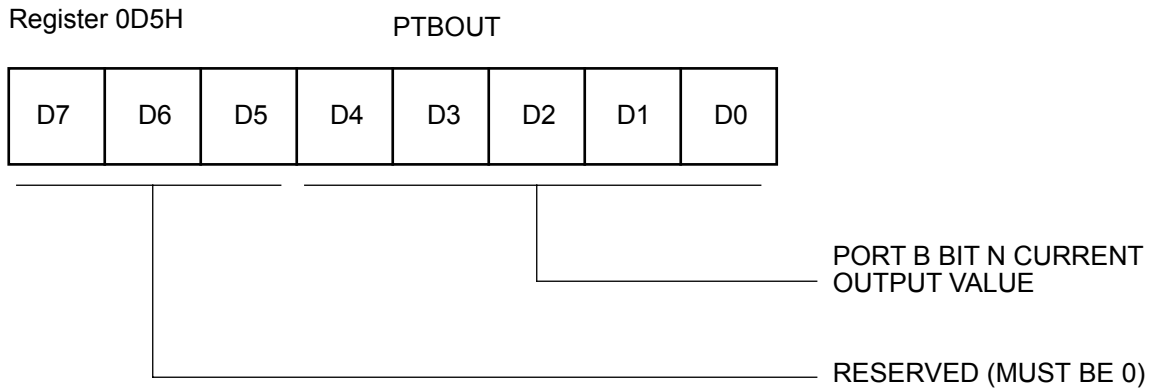 Register 0D5H
PTBOUT
D7 D6 D5 D4 D3 D2 D1 D0
PORT B BIT N CURRENT
OUTPUT VALUE
RESERVED (MUST BE 0)